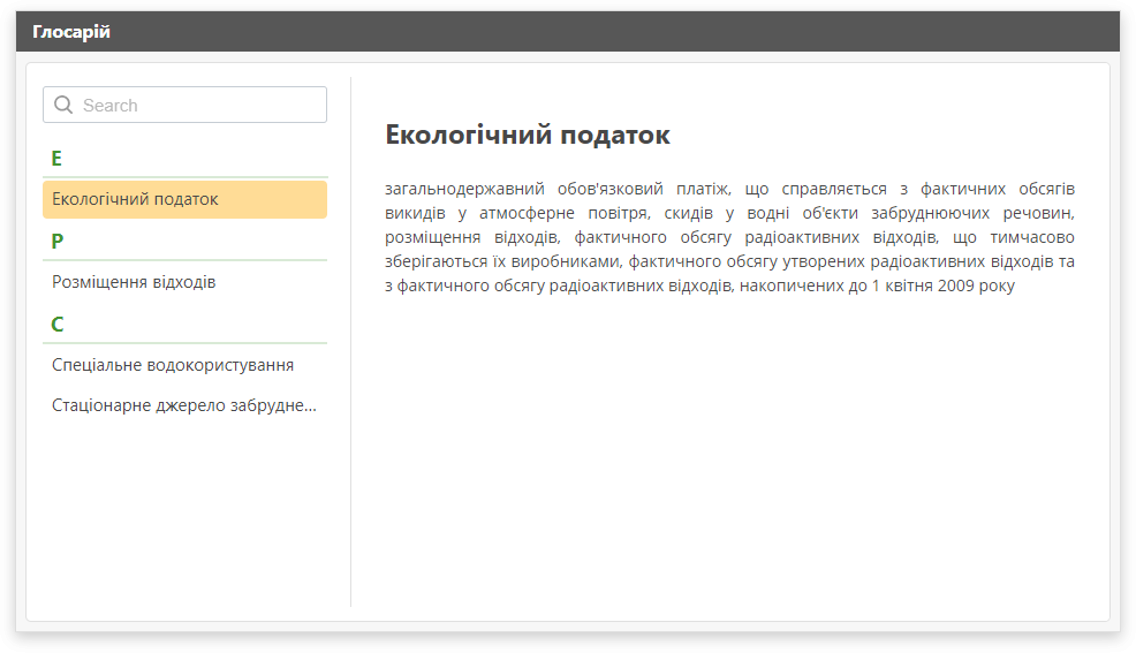 Глосарій
Search
Е
Екологічний податок
Р
Розміщення відходів
С
Спеціальне водокористування
Стаціонарне джерело забрудне...
Екологічний податок
загальнодержавний обов'язковий платіж, що справляється з фактичних обсягів
викидів у атмосферне повітря, скидів у водні об'єкти забруднюючих речовин,
розміщення відходів, фактичного обсягу радіоактивних відходів, що тимчасово
зберігаються їх виробниками, фактичного обсягу утворених радіоактивних відходів та
з фактичного обсягу радіоактивних відходів, накопичених до 1 квітня 2009 року